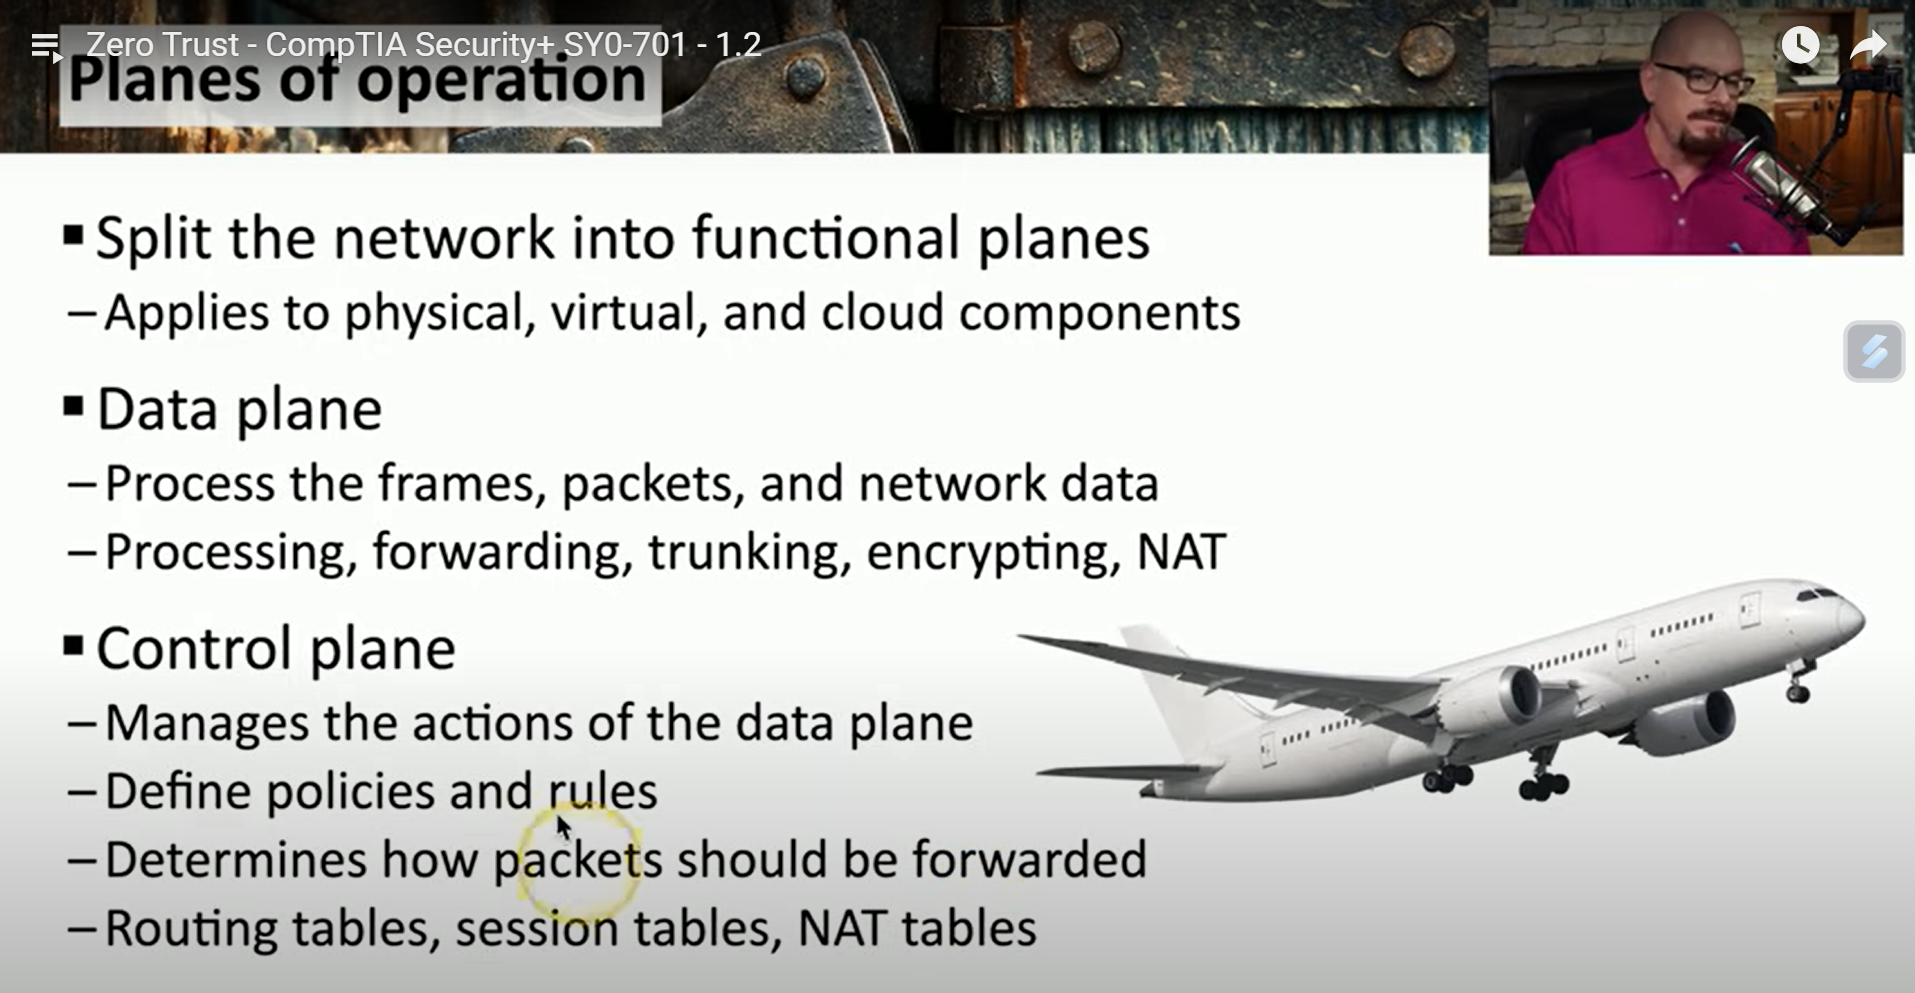 Zero Trust - CompTIA Security+ SY0-701 - 1.2
Planes of operation
▪ Split the network into functional planes
– Applies to physical, virtual, and cloud components
▪ Data plane
– Process the frames, packets, and network data
– Processing, forwarding, trunking, encrypting, NAT
▪ Control plane
– Manages the actions of the data plane
– Define policies and rules
– Determines how packets should be forwarded
– Routing tables, session tables, NAT tables